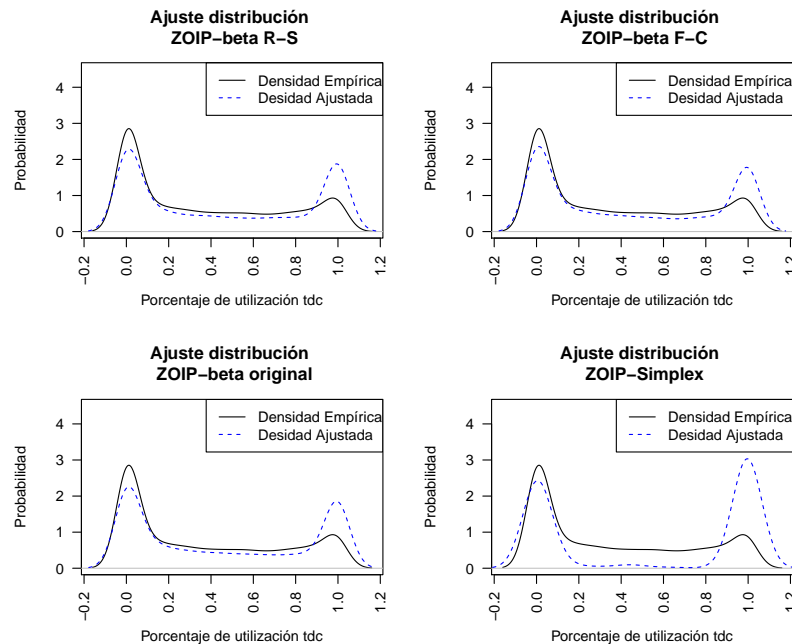 Ajuste distribución
ZOIP−beta R−S
Densidad Empírica
Desidad Ajustada
Probabilidad
4
3
2
1
0
−0.2
0.0
0.2
0.4
0.6
0.8
1.0
1.2
Porcentaje de utilización tdc
Ajuste distribución
ZOIP−beta F−C
Densidad Empírica
Desidad Ajustada
Probabilidad
4
3
2
1
0
−0.2
0.0
0.2
0.4
0.6
0.8
1.0
1.2
Porcentaje de utilización tdc
Ajuste distribución
ZOIP−beta original
Densidad Empírica
Desidad Ajustada
Probabilidad
4
3
2
1
0
−0.2
0.0
0.2
0.4
0.6
0.8
1.0
1.2
Porcentaje de utilización tdc
Ajuste distribución
ZOIP−Simplex
Densidad Empírica
Desidad Ajustada
Probabilidad
4
3
2
1
0
−0.2
0.0
0.2
0.4
0.6
0.8
1.0
1.2
Porcentaje de utilización tdc